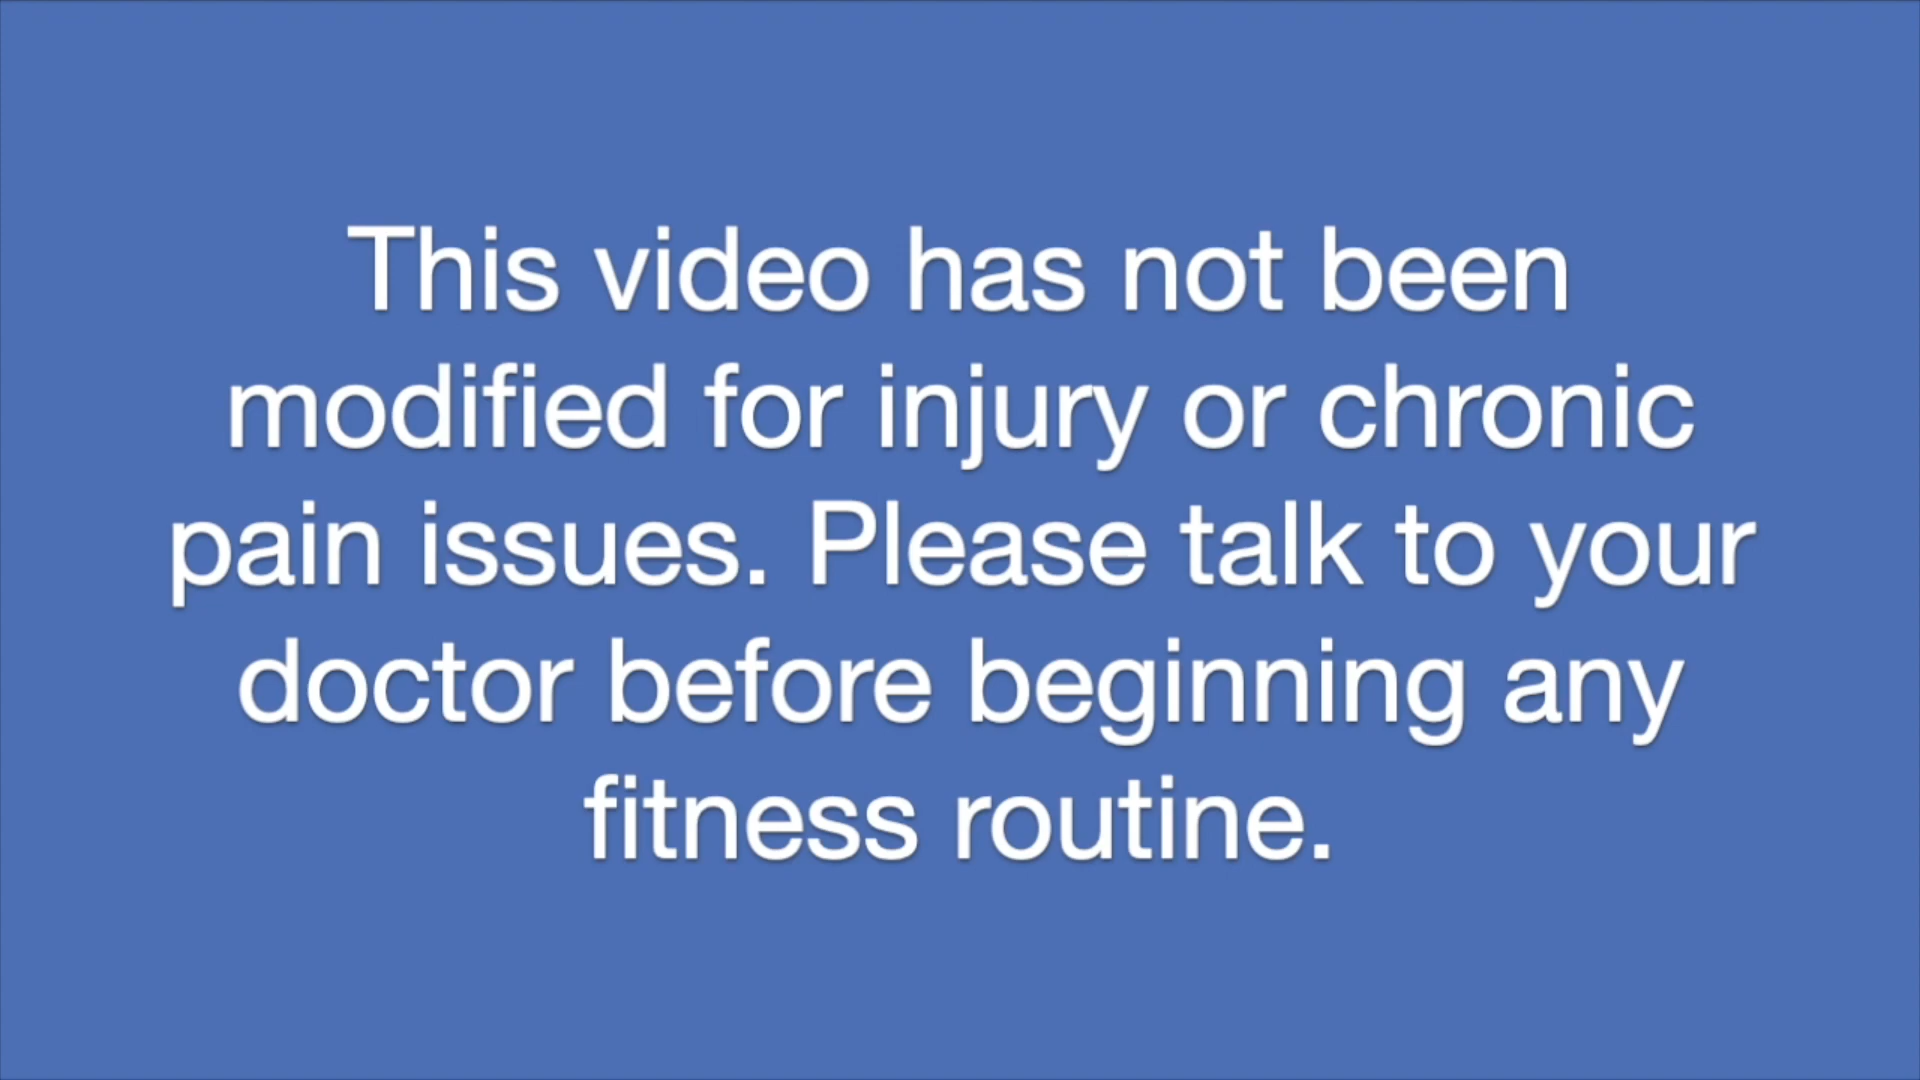 This video has not been
modified for injury or chronic
pain issues. Please talk to your
doctor before beginning any
fitness routine.